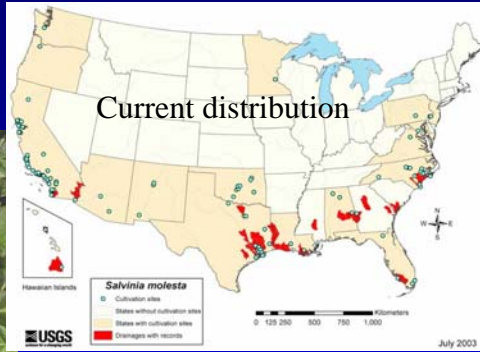 Current distribution
Hawaiian Islands
Salvinia molesta
Cultivation sites
States without cultivation sites
States with cultivation sites
Drainages with records
N
W
E
S
Kilometers
0 125 250 500 750 1,000
USGS
July 2003